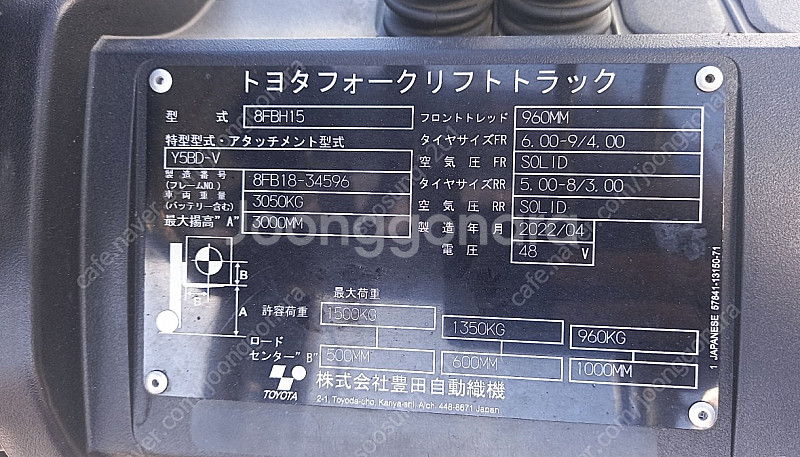 トヨタフォークリフトトラック
型 式 8FBH15 フロントトレッド 960MM
特型型式・アタッチメント型式 タイヤサイズFR 6.00-9/4.00
Y5BD-V 空気圧 FR SOLID
製造番号(フレームNO.) 8FB18-34596 タイヤサイズRR 5.00-8/3.00
車両重量(バッテリー含む) 3050KG 空気圧 RR SOLID
最大揚高"A" 3000MM 製造年月 2022/04
電圧 48 V
B
B
A
最大荷重
許容荷重 1500KG 1350KG 960KG
ロードセンター"B" 500MM 600MM 1000MM
TOYOTA 株式会社豊田自動織機
2-1, Toyoda-cho, Kariya-shi, Aich. 448-8671 Japan
1 JAPANESE 57841-13150-71
Joonggonara
cafe.naver.com/joonggonara